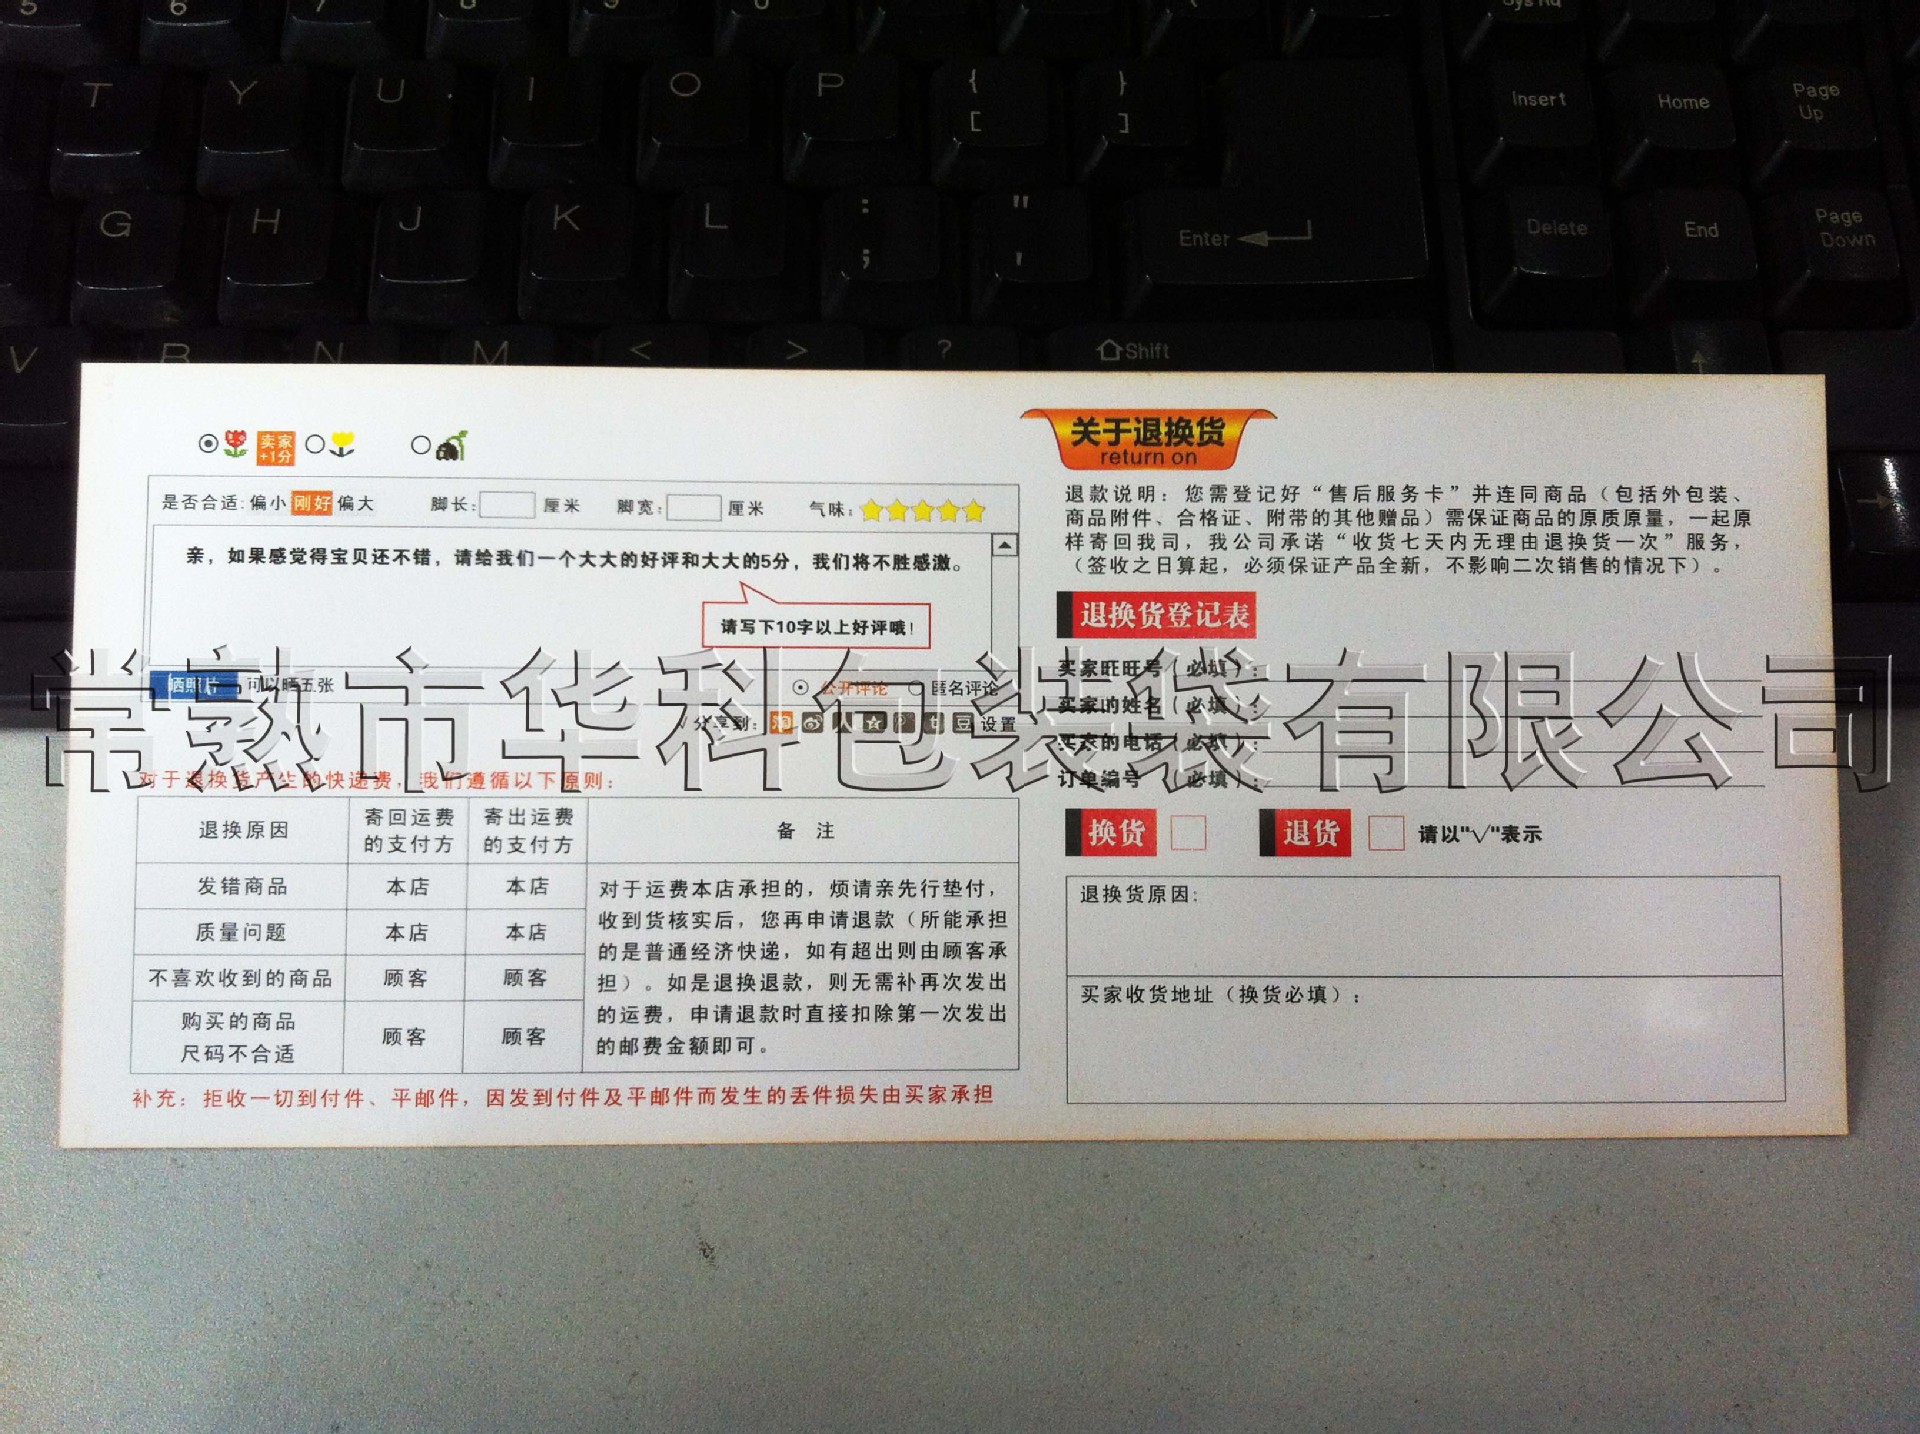 5 6 7 8 9 0
SysRq
T Y U I O P { [ } ]
Insert Home Page Up
G H J K L : ; " ' Enter
Delete End Page Down
V B N M < > ? Shift
卖家
+1分
是否合适:偏小 刚好 偏大 脚长: 厘米 脚宽: 厘米 气味:
亲，如果感觉得宝贝还不错，请给我们一个大大的好评和大大的5分，我们将不胜感激。
请写下10字以上好评哦！
晒照片 可以晒五张
公开评论 匿名评论
分享到: 淘 人 豆 设置
对于退换货产生的快递费，我们遵循以下原则：
退换原因 寄回运费的支付方 寄出运费的支付方 备 注
发错商品 本店 本店
质量问题 本店 本店
不喜欢收到的商品 顾客 顾客
购买的商品
尺码不合适 顾客 顾客
对于运费本店承担的，烦请亲先行垫付，
收到货核实后，您再申请退款（所能承担
的是普通经济快递，如有超出则由顾客承
担）。如是退换退款，则无需补再次发出
的运费，申请退款时直接扣除第一次发出
的邮费金额即可。
补充：拒收一切到付件、平邮件，因发到付件及平邮件而发生的丢件损失由买家承担
关于退换货
return on
退款说明：您需登记好“售后服务卡”并连同商品（包括外包装、
商品附件、合格证、附带的其他赠品）需保证商品的原质原量，一起原
样寄回我司，我公司承诺“收货七天内无理由退换货一次”服务，
（签收之日算起，必须保证产品全新，不影响二次销售的情况下）。
退换货登记表
买家旺旺号（必填）：
买家的姓名（必填）：
买家的电话（必填）：
订单编号 （必填）：
换货 退货 请以"√"表示
退换货原因:
买家收货地址（换货必填）：
常熟市华科包装袋有限公司